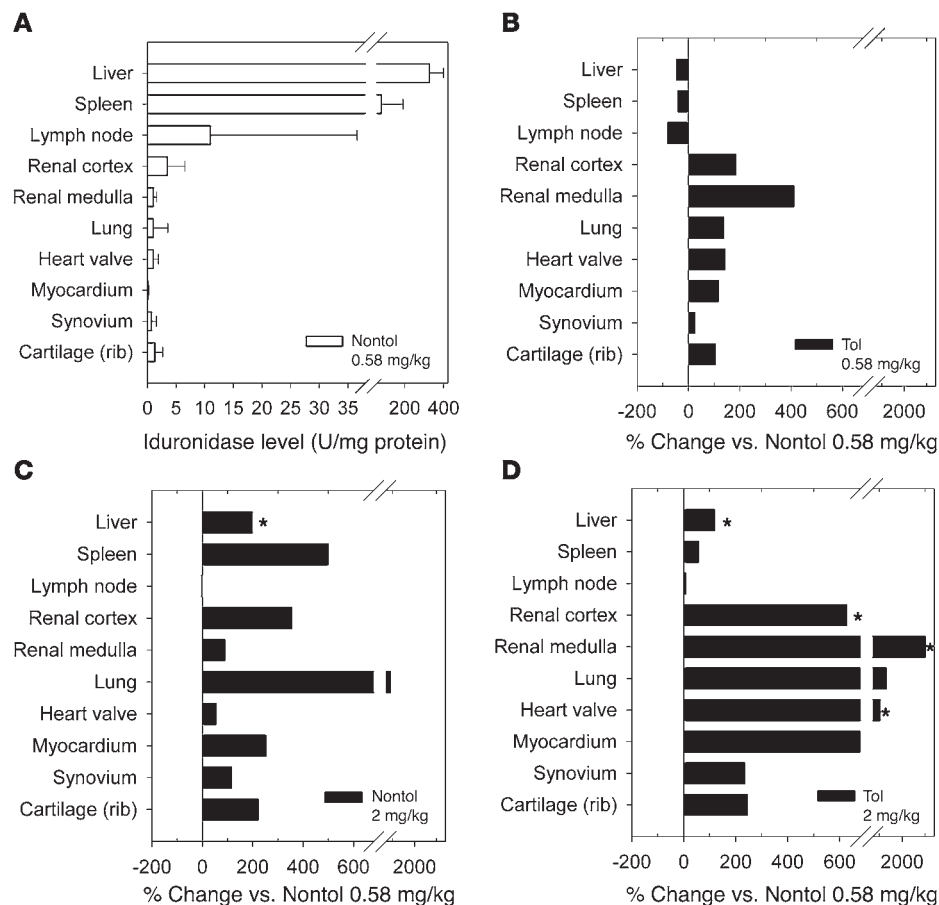 A
Liver
Spleen
Lymph node
Renal cortex
Renal medulla
Lung
Heart valve
Myocardium
Synovium
Cartilage (rib)
Nontol
0.58 mg/kg
0 5 10 15 20 25 30 35 200 400
Iduronidase level (U/mg protein)
B
Liver
Spleen
Lymph node
Renal cortex
Renal medulla
Lung
Heart valve
Myocardium
Synovium
Cartilage (rib)
Tol
0.58 mg/kg
-200 0 200 400 600 2000
% Change vs. Nontol 0.58 mg/kg
C
Liver *
Spleen
Lymph node
Renal cortex
Renal medulla
Lung
Heart valve
Myocardium
Synovium
Cartilage (rib)
Nontol
2 mg/kg
-200 0 200 400 600 2000
% Change vs. Nontol 0.58 mg/kg
D
Liver *
Spleen
Lymph node
Renal cortex *
Renal medulla *
Lung
Heart valve *
Myocardium
Synovium
Cartilage (rib)
Tol
2 mg/kg
-200 0 200 400 600 2000
% Change vs. Nontol 0.58 mg/kg